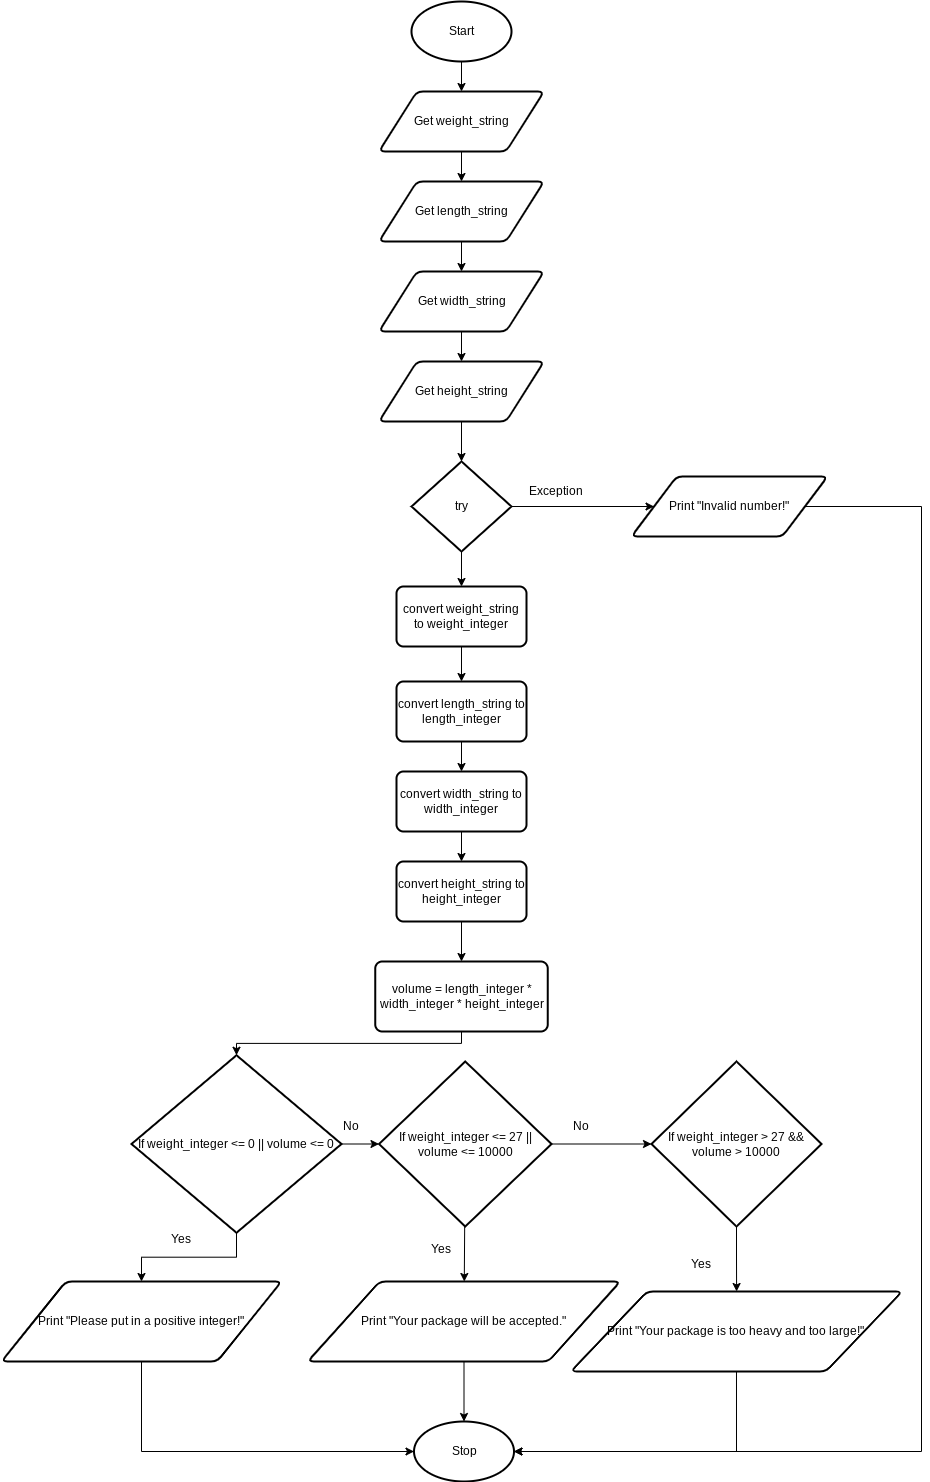 Start
Get weight_string
Get length_string
Get width_string
Get height_string
try
Exception
Print "Invalid number!"
convert weight_string
to weight_integer
convert length_string to
length_integer
convert width_string to
width_integer
convert height_string to
height_integer
volume = length_integer *
width_integer * height_integer
If weight_integer <= 0 || volume <= 0
No
If weight_integer <= 27 ||
volume <= 10000
No
If weight_integer > 27 &&
volume > 10000
Yes
Yes
Yes
Print "Please put in a positive integer!"
Print "Your package will be accepted."
Print "Your package is too heavy and too large!"
Stop